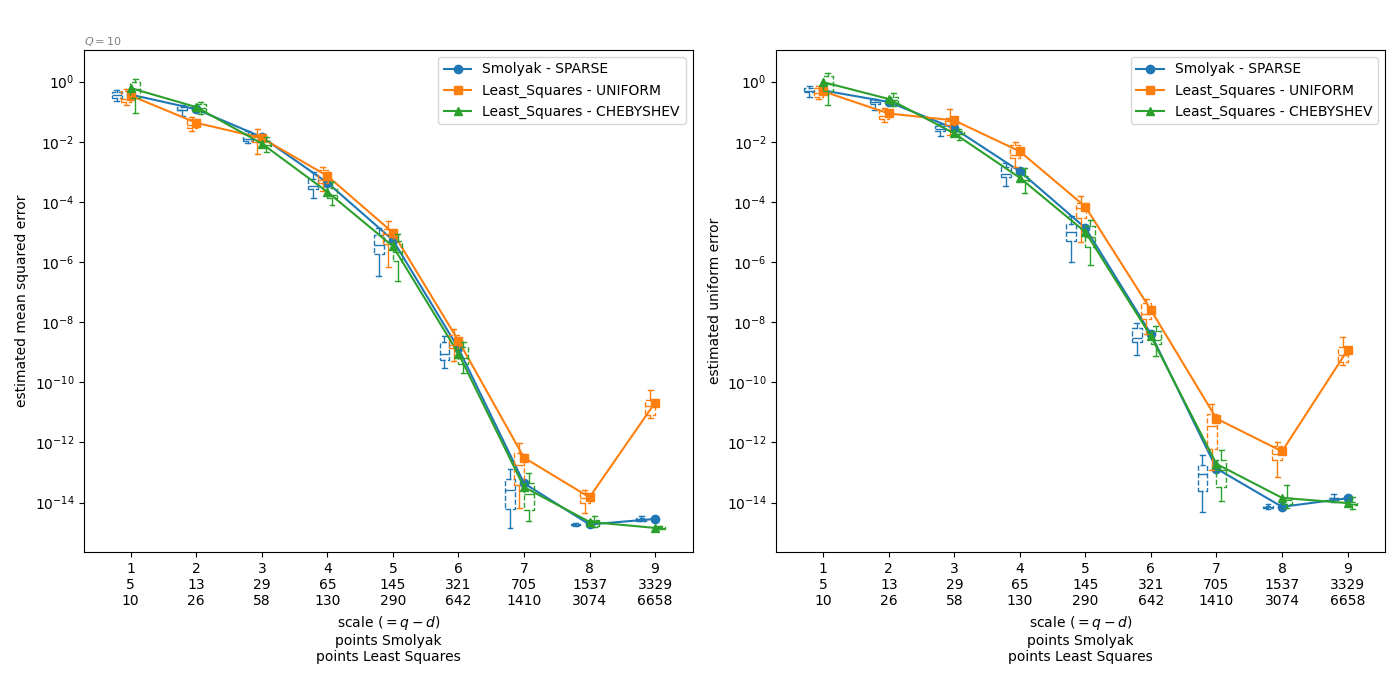 Q = 10
Smolyak - SPARSE
Least_Squares - UNIFORM
Least_Squares - CHEBYSHEV
estimated mean squared error
10^0
10^-2
10^-4
10^-6
10^-8
10^-10
10^-12
10^-14
1 2 3 4 5 6 7 8 9
5 13 29 65 145 321 705 1537 3329
10 26 58 130 290 642 1410 3074 6658
scale (= q − d)
points Smolyak
points Least Squares
Smolyak - SPARSE
Least_Squares - UNIFORM
Least_Squares - CHEBYSHEV
estimated uniform error
10^0
10^-2
10^-4
10^-6
10^-8
10^-10
10^-12
10^-14
1 2 3 4 5 6 7 8 9
5 13 29 65 145 321 705 1537 3329
10 26 58 130 290 642 1410 3074 6658
scale (= q − d)
points Smolyak
points Least Squares